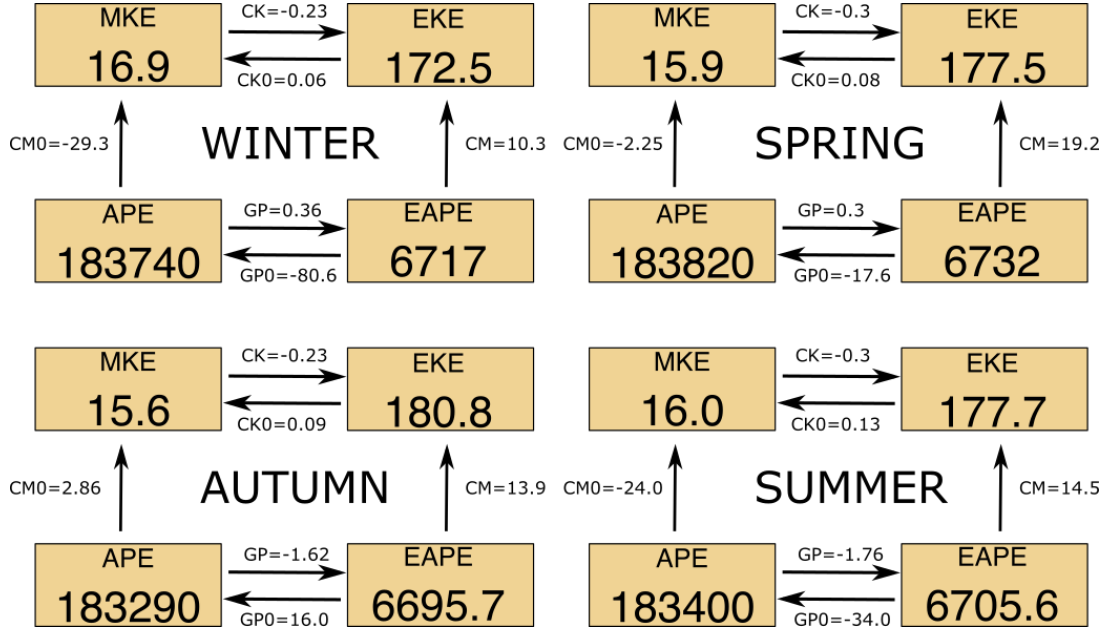 MKE
16.9
CK=-0.23
CK0=0.06
EKE
172.5
CM0=-29.3
WINTER
CM=10.3
APE
183740
GP=0.36
GP0=-80.6
EAPE
6717
MKE
15.9
CK=-0.3
CK0=0.08
EKE
177.5
CM0=-2.25
SPRING
CM=19.2
APE
183820
GP=0.3
GP0=-17.6
EAPE
6732
MKE
15.6
CK=-0.23
CK0=0.09
EKE
180.8
CM0=2.86
AUTUMN
CM=13.9
APE
183290
GP=-1.62
GP0=16.0
EAPE
6695.7
MKE
16.0
CK=-0.3
CK0=0.13
EKE
177.7
CM0=-24.0
SUMMER
CM=14.5
APE
183400
GP=-1.76
GP0=-34.0
EAPE
6705.6